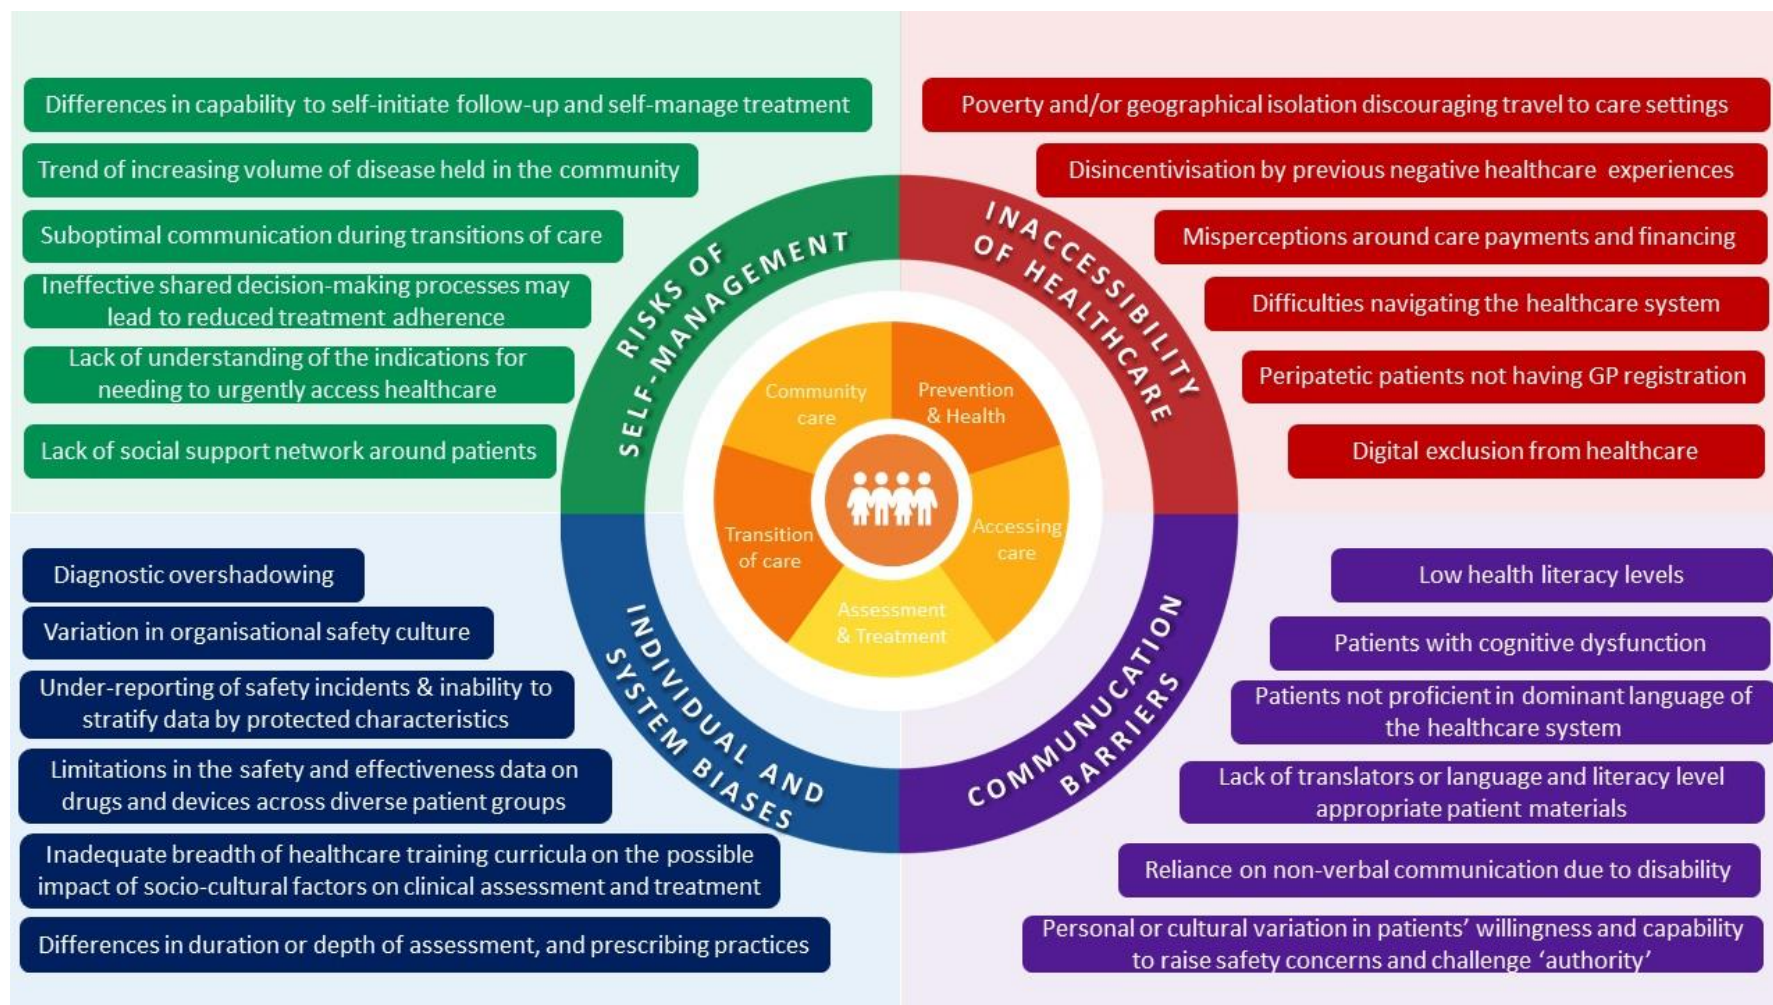 Differences in capability to self-initiate follow-up and self-manage treatment
Trend of increasing volume of disease held in the community
Suboptimal communication during transitions of care
Ineffective shared decision-making processes may
lead to reduced treatment adherence
Lack of understanding of the indications for
needing to urgently access healthcare
Lack of social support network around patients
RISKS OF
SELF-MANAGEMENT
Poverty and/or geographical isolation discouraging travel to care settings
Disincentivisation by previous negative healthcare experiences
Misperceptions around care payments and financing
Difficulties navigating the healthcare system
Peripatetic patients not having GP registration
Digital exclusion from healthcare
INACCESSIBILITY
OF HEALTHCARE
Community
care
Prevention
& Health
Transition
of care
Accessing
care
Assessment
& Treatment
Diagnostic overshadowing
Variation in organisational safety culture
Under-reporting of safety incidents & inability to
stratify data by protected characteristics
Limitations in the safety and effectiveness data on
drugs and devices across diverse patient groups
Inadequate breadth of healthcare training curricula on the possible
impact of socio-cultural factors on clinical assessment and treatment
Differences in duration or depth of assessment, and prescribing practices
INDIVIDUAL AND
SYSTEM BIASES
Low health literacy levels
Patients with cognitive dysfunction
Patients not proficient in dominant language of
the healthcare system
Lack of translators or language and literacy level
appropriate patient materials
Reliance on non-verbal communication due to disability
Personal or cultural variation in patients’ willingness and capability
to raise safety concerns and challenge ‘authority’
COMMUNUCATION
BARRIERS